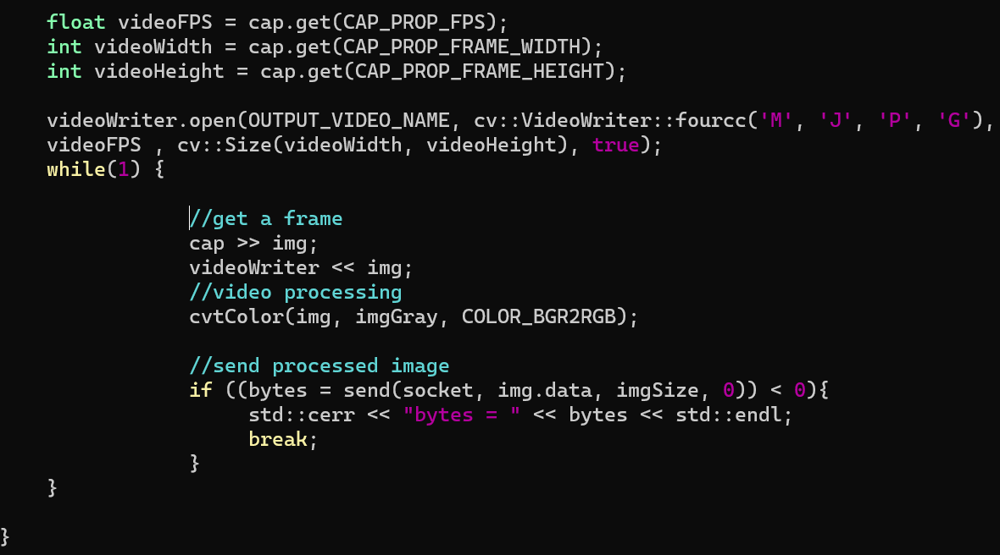 float videoFPS = cap.get(CAP_PROP_FPS);
int videoWidth = cap.get(CAP_PROP_FRAME_WIDTH);
int videoHeight = cap.get(CAP_PROP_FRAME_HEIGHT);
videoWriter.open(OUTPUT_VIDEO_NAME, cv::VideoWriter::fourcc('M', 'J', 'P', 'G'),
videoFPS , cv::Size(videoWidth, videoHeight), true);
while(1) {
//get a frame
cap >> img;
videoWriter << img;
//video processing
cvtColor(img, imgGray, COLOR_BGR2RGB);
//send processed image
if ((bytes = send(socket, img.data, imgSize, 0)) < 0){
std::cerr << "bytes = " << bytes << std::endl;
break;
}
}
}